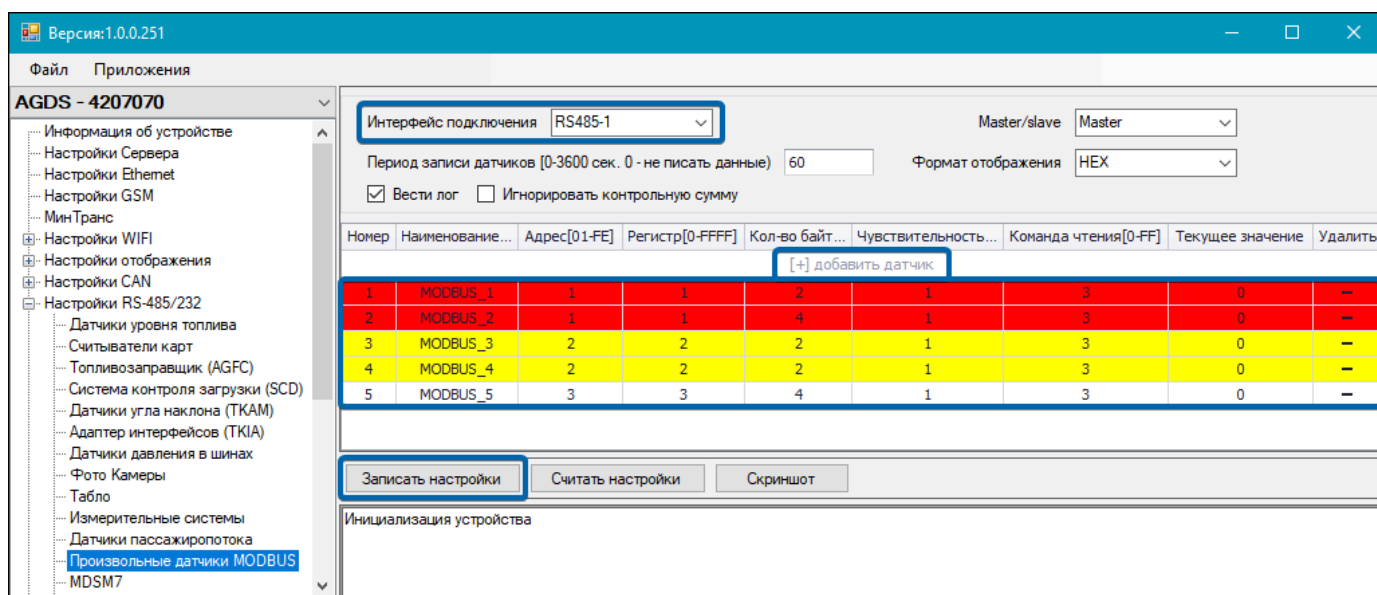 Версия:1.0.0.251
Файл Приложения
AGDS - 4207070
Информация об устройстве
Настройки Сервера
Настройки Ethernet
Настройки GSM
МинТранс
Настройки WIFI
Настройки отображения
Настройки CAN
Настройки RS-485/232
Датчики уровня топлива
Считыватели карт
Топливозаправщик (AGFC)
Система контроля загрузки (SCD)
Датчики угла наклона (TKAM)
Адаптер интерфейсов (TKIA)
Датчики давления в шинах
Фото Камеры
Табло
Измерительные системы
Датчики пассажиропотока
Произвольные датчики MODBUS
MDSM7
Интерфейс подключения RS485-1 Master/slave Master
Период записи датчиков [0-3600 сек. 0 - не писать данные) 60 Формат отображения HEX
Вести лог Игнорировать контрольную сумму
Номер Наименование... Адрес[01-FE] Регистр[0-FFFF] Кол-во байт... Чувствительность... Команда чтения[0-FF] Текущее значение Удалить
[+] добавить датчик
1 MODBUS_1 1 1 2 1 3 0 –
2 MODBUS_2 1 1 4 1 3 0 –
3 MODBUS_3 2 2 2 1 3 0 –
4 MODBUS_4 2 2 2 1 3 0 –
5 MODBUS_5 3 3 4 1 3 0 –
Записать настройки Считать настройки Скриншот
Инициализация устройства